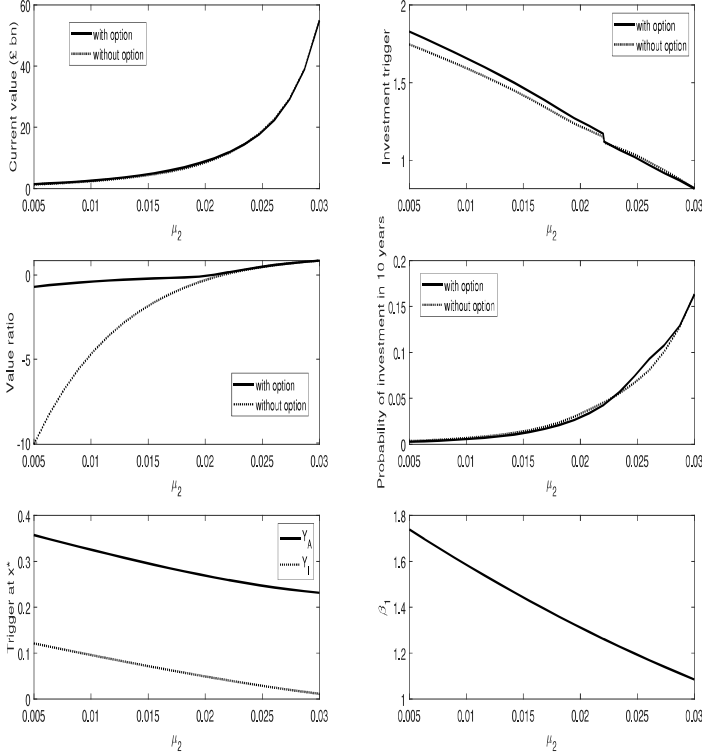 60
40
20
0
0.005 0.01 0.015 0.02 0.025 0.03
μ2
Current value (£ bn)
with option
without option
2
1.5
1
0.005 0.01 0.015 0.02 0.025 0.03
μ2
Investment trigger
with option
without option
0
-5
-10
0.005 0.01 0.015 0.02 0.025 0.03
μ2
Value ratio
with option
without option
0.2
0.15
0.1
0.05
0
0.005 0.01 0.015 0.02 0.025 0.03
μ2
Probability of investment in 10 years
with option
without option
0.4
0.3
0.2
0.1
0
0.005 0.01 0.015 0.02 0.025 0.03
μ2
Trigger at x*
YA
YI
1.8
1.6
1.4
1.2
1
0.005 0.01 0.015 0.02 0.025 0.03
μ2
β1